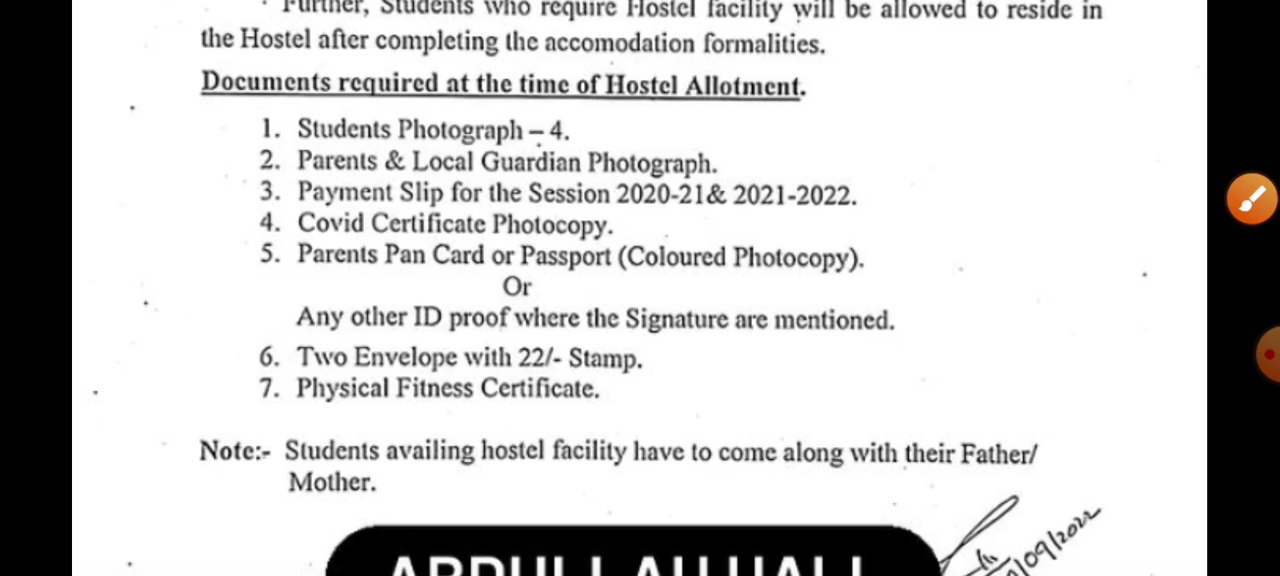 Further, Students who require Hostel facility will be allowed to reside in
the Hostel after completing the accomodation formalities.
Documents required at the time of Hostel Allotment.
1. Students Photograph – 4.
2. Parents & Local Guardian Photograph.
3. Payment Slip for the Session 2020-21& 2021-2022.
4. Covid Certificate Photocopy.
5. Parents Pan Card or Passport (Coloured Photocopy).
Or
Any other ID proof where the Signature are mentioned.
6. Two Envelope with 22/- Stamp.
7. Physical Fitness Certificate.
Note:- Students availing hostel facility have to come along with their Father/
Mother.
/09/2022
ABDULLAH HALL